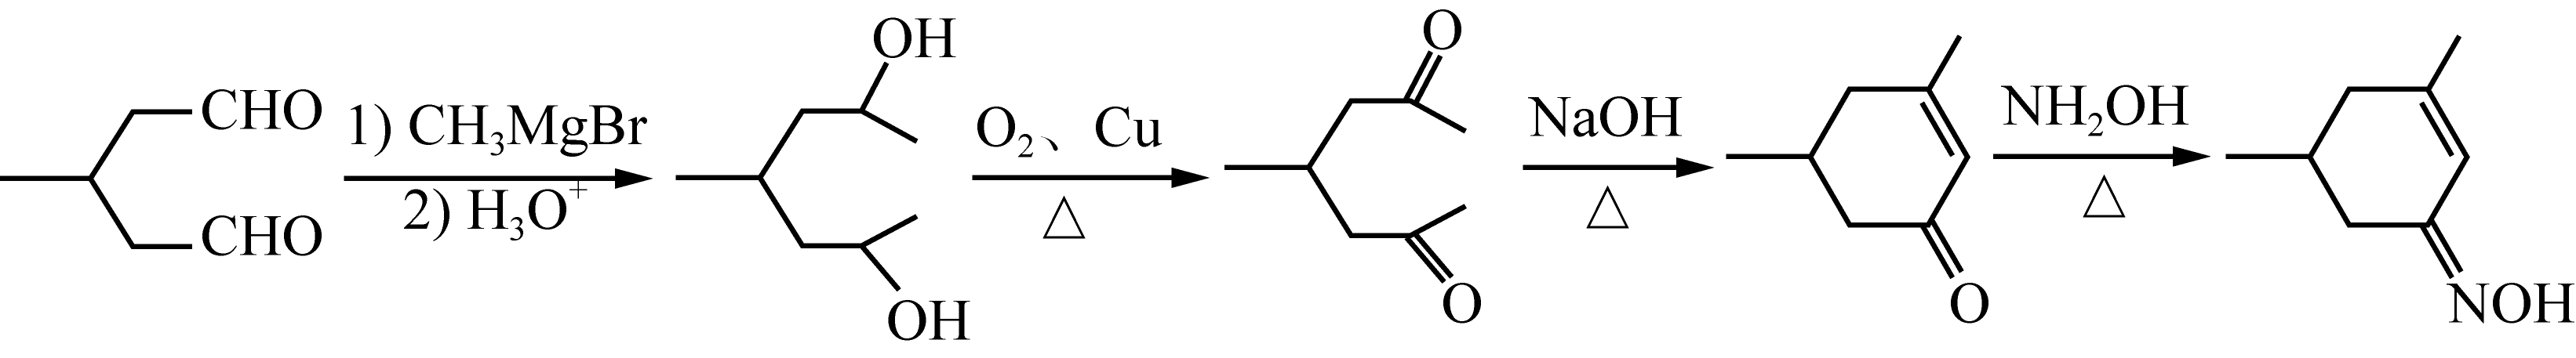 CHO
CHO
1) CH₃MgBr
2) H₃O⁺
OH
OH
O₂、Cu
△
O
O
NaOH
△
O
NH₂OH
△
NOH